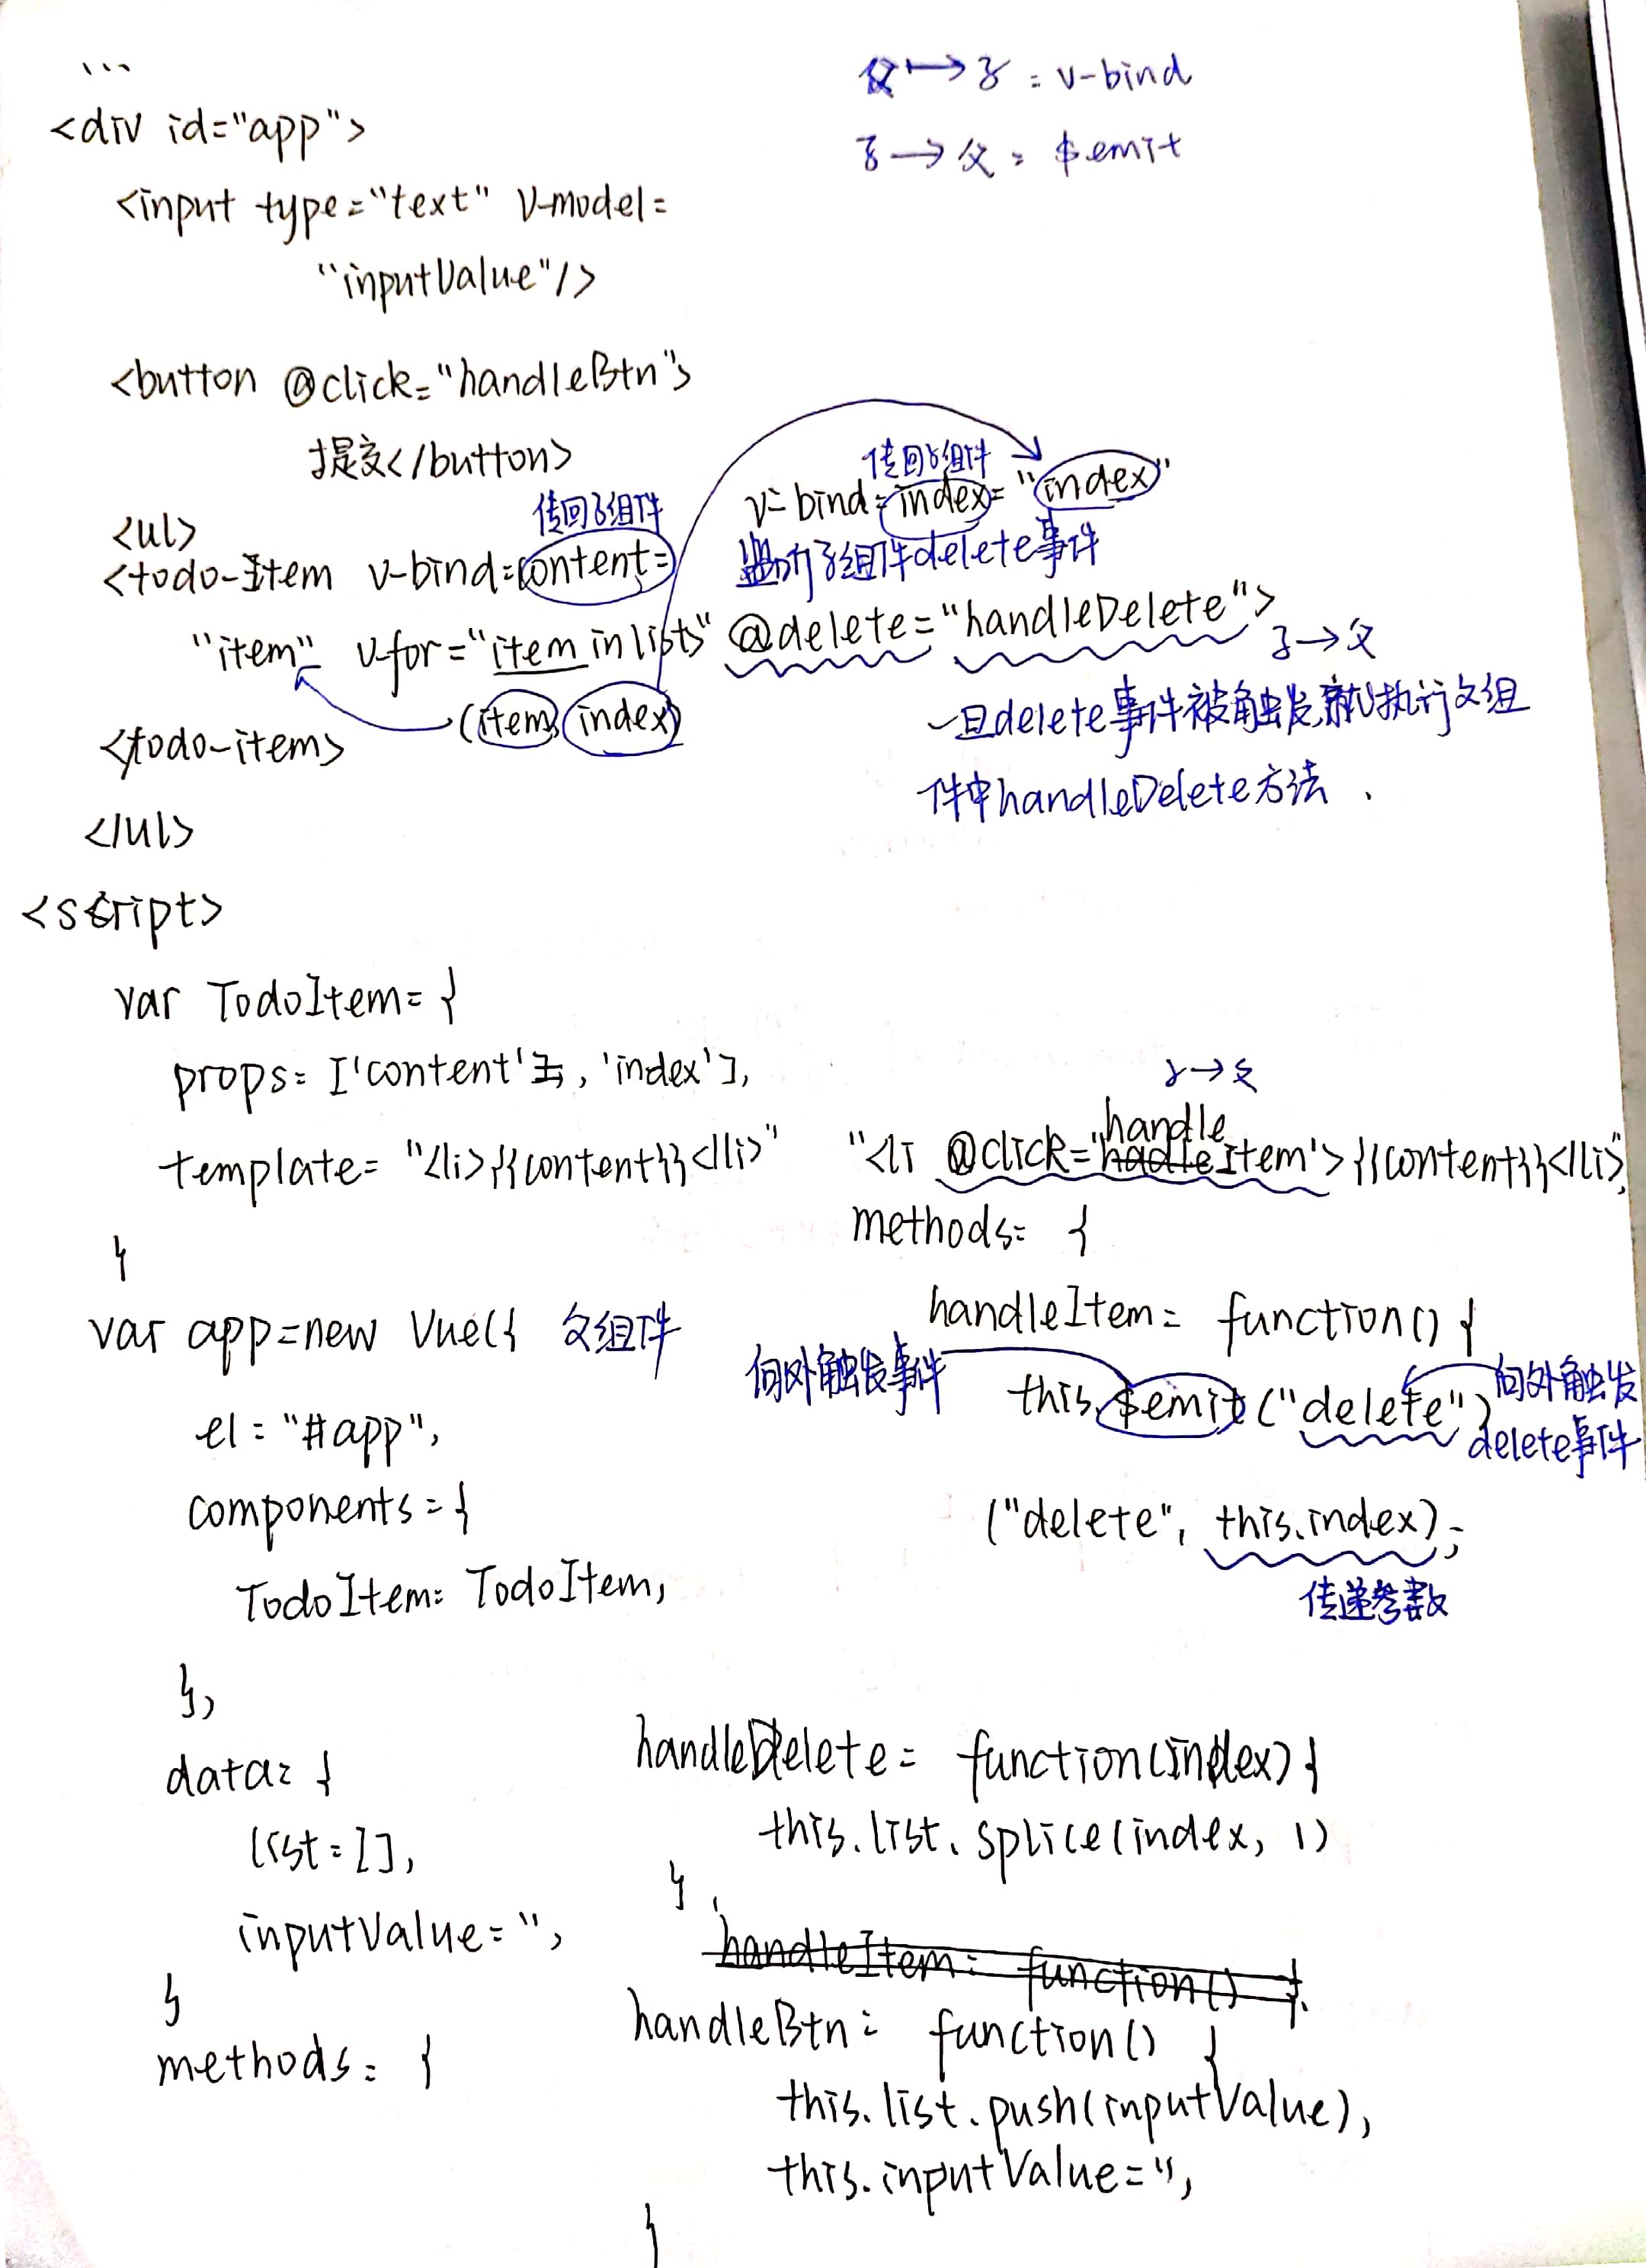 ...
父→子:v-bind
<div id="app">
子→父:$emit
<input type="text" v-model=
"inputValue"/>
<button @click="handleBtn">
提交</button>
传回子组件
v-bind:index="index"
<ul>
传回子组件
监听子组件delete事件
<todo-Item v-bind:content=
"item" v-for="item in lists" @delete="handleDelete">
子→父
(item, index)
一旦delete事件被触发,就执行父组
<todo-item>
件中handleDelete方法.
</ul>
<script>
var TodoItem={
props: ['content', 'index'],
子→父
template: "<li>{{content}}</li>"
handle
"<li @click='handleItem'>{{content}}</li>",
methods: {
}
handleItem: function() {
var app=new Vue({ 父组件
向外触发事件
this.$emit("delete")
向外触发
delete事件
el: "#app",
components:{
("delete", this.index);
TodoItem: TodoItem,
传递参数
},
handleDelete: function(index){
data: {
this.list.splice(index, 1)
list:[],
},
inputValue:'',
handleItem: function() {
}
handleBtn: function() {
methods: {
this.list.push(inputValue),
this.inputValue='',
}